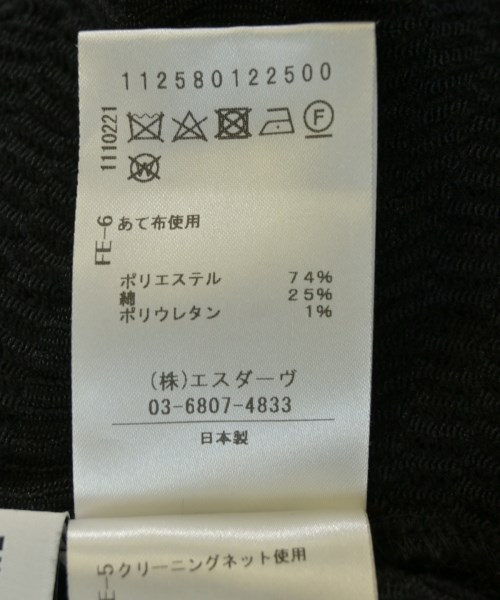 112580122500
1110221
F
W
FE-6
あて布使用
ポリエステル 74%
綿 25%
ポリウレタン 1%
(株)エスダーヴ
03-6807-4833
日本製
E-5
クリーニングネット使用